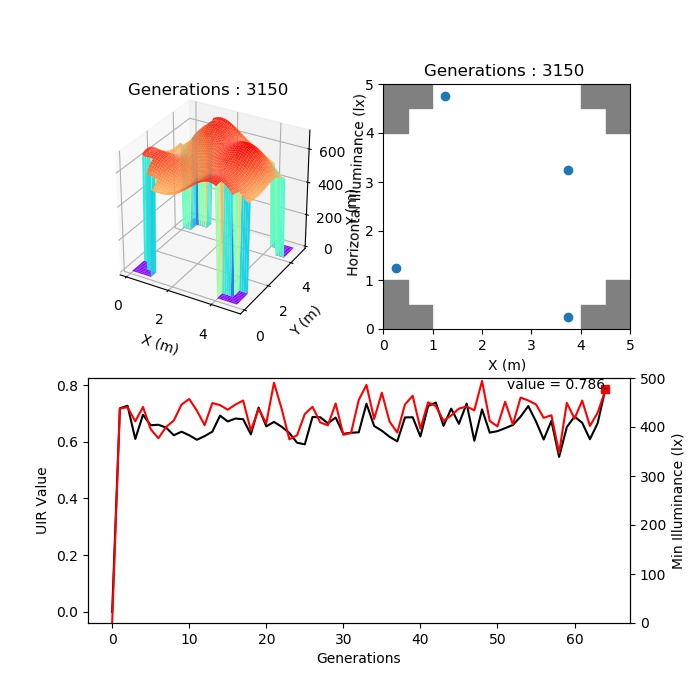 Generations : 3150
600
400
200
0
Horizontal Illuminance (lx)
0
2
4
X (m)
0
2
4
Y (m)
Generations : 3150
5
4
3
2
1
0
Y (m)
0 1 2 3 4 5
X (m)
value = 0.786
0.8
0.6
0.4
0.2
0.0
UIR Value
500
400
300
200
100
0
Min Illuminance (lx)
0 10 20 30 40 50 60
Generations